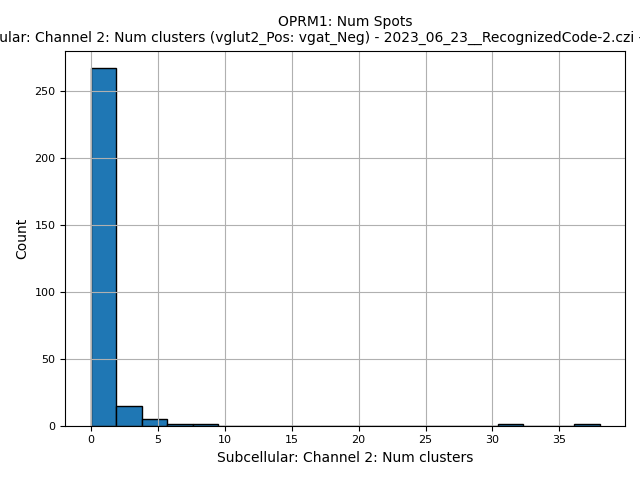 OPRM1: Num Spots
ular: Channel 2: Num clusters (vglut2_Pos: vgat_Neg) - 2023_06_23__RecognizedCode-2.czi -
250
200
150
100
50
0
Count
0 5 10 15 20 25 30 35
Subcellular: Channel 2: Num clusters